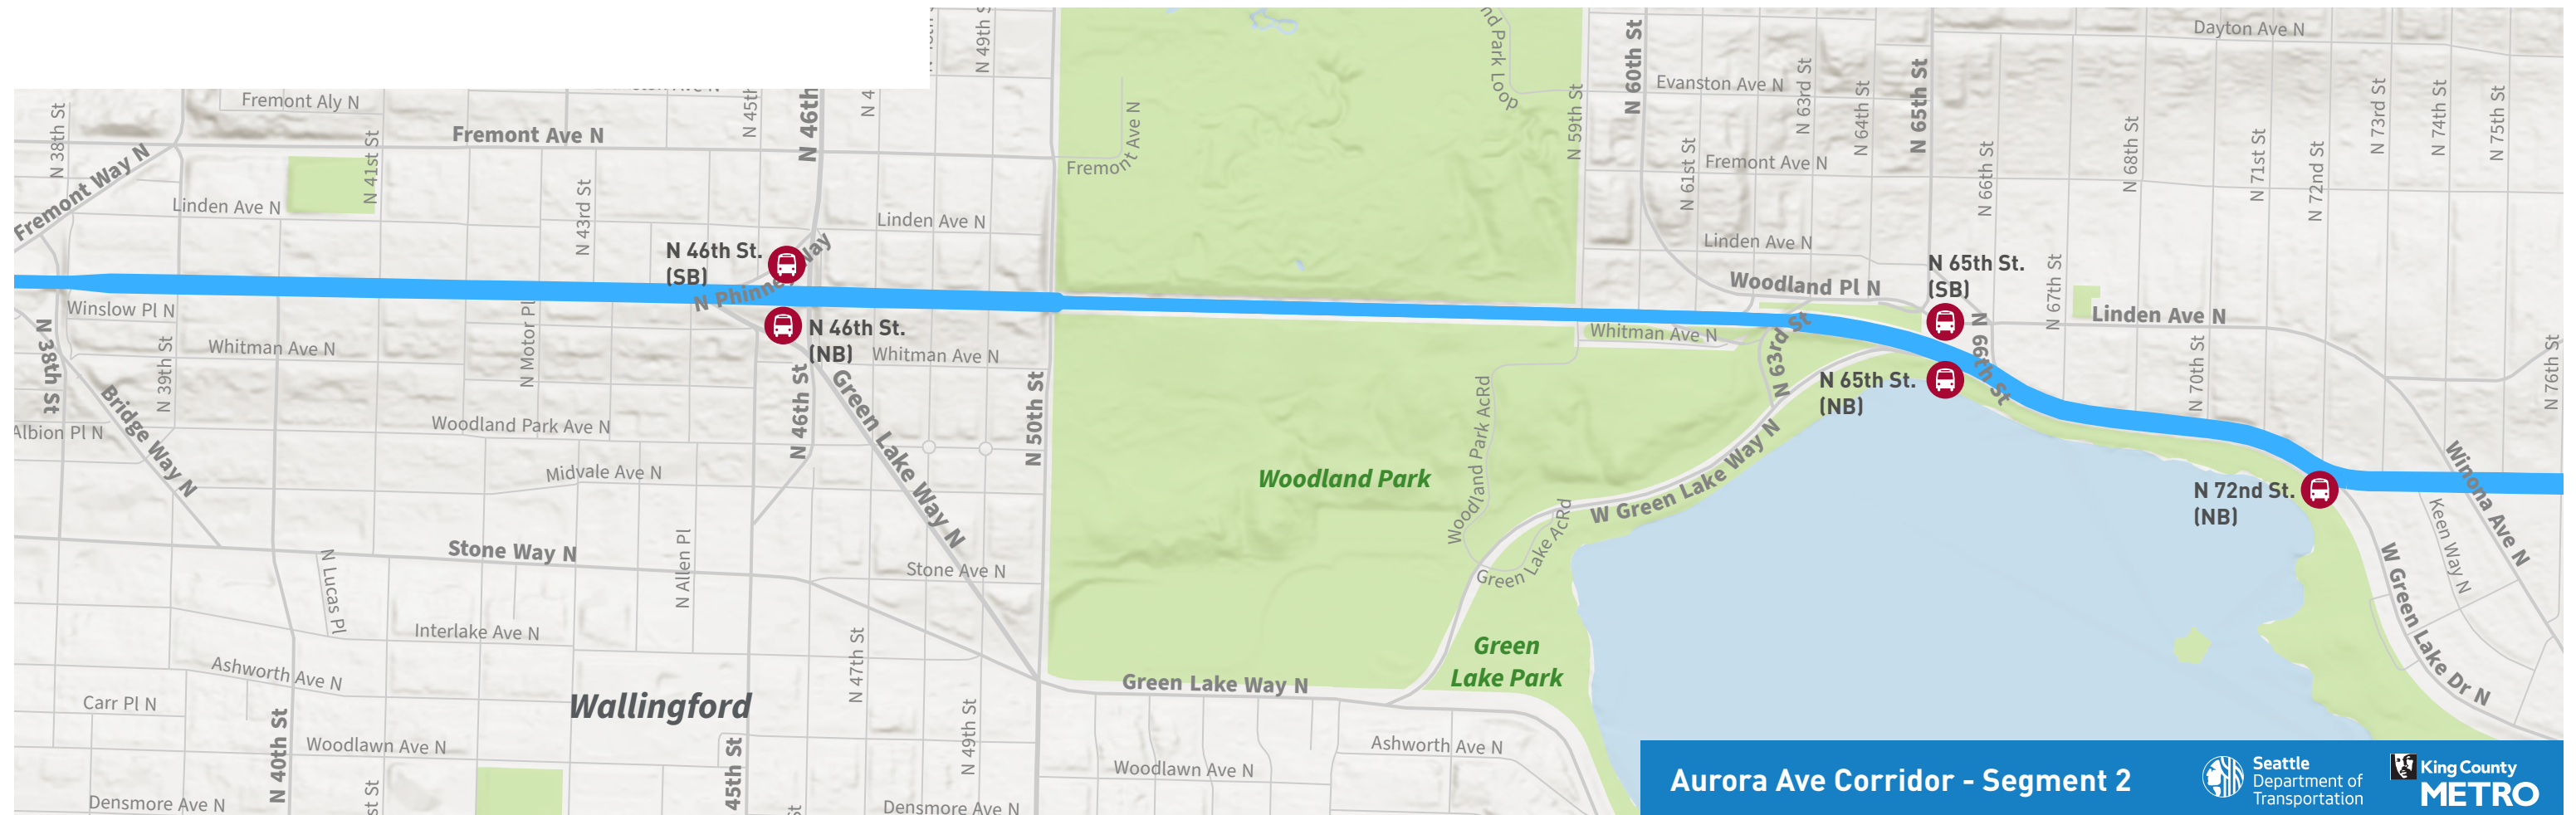 Dayton Ave N
N 49th S
N 60th St
nd Park Loop
Evanston Ave N
N 63rd St
N 64th St
N 65th St
N 73rd St
N 74th St
N 75th St
Fremont Aly N
N 38th St
N 45th
N 46th
N 4
Fremont Ave N
N 41st St
Fremont Way N
Fremont Ave N
N 59th St
N 61st St
Fremont Ave N
N 66th St
N 68th St
N 71st St
N 72nd St
Linden Ave N
N 43rd St
Linden Ave N
Linden Ave N
N 46th St.
(SB)
N Phinney Way
N 65th St.
(SB)
Woodland Pl N
N 67th St
Linden Ave N
Winslow Pl N
N 38th St
N Motor Pl
N 46th St.
(NB)
Whitman Ave N
N 39th St
Whitman Ave N
Whitman Ave N
N 63rd St
N 66th St
N 65th St.
(NB)
N 70th St
N 76th St
Bridge Way N
Albion Pl N
Woodland Park Ave N
N 46th St
Green Lake Way N
N 50th St
Woodland Park AcRd
W Green Lake Way N
Midvale Ave N
Woodland Park
N 72nd St.
(NB)
Winona Ave N
Keen Way N
Stone Way N
N Lucas Pl
N Allen Pl
Stone Ave N
Green Lake AcRd
W Green Lake Dr N
Interlake Ave N
N 47th St
Green
Lake Park
Ashworth Ave N
Green Lake Way N
Wallingford
Carr Pl N
N 40th St
Woodlawn Ave N
45th St
N 49th St
Ashworth Ave N
Woodlawn Ave N
Densmore Ave N
st St
St
Densmore Ave N
Aurora Ave Corridor - Segment 2
Seattle
Department of
Transportation
King County
METRO